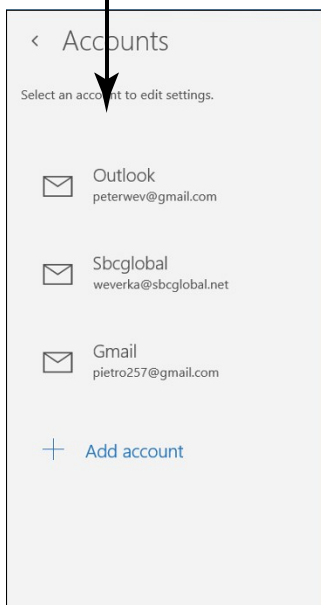 < Accounts
Select an account to edit settings.
Outlook
peterwev@gmail.com
Sbcglobal
weverka@sbcglobal.net
Gmail
pietro257@gmail.com
+ Add account